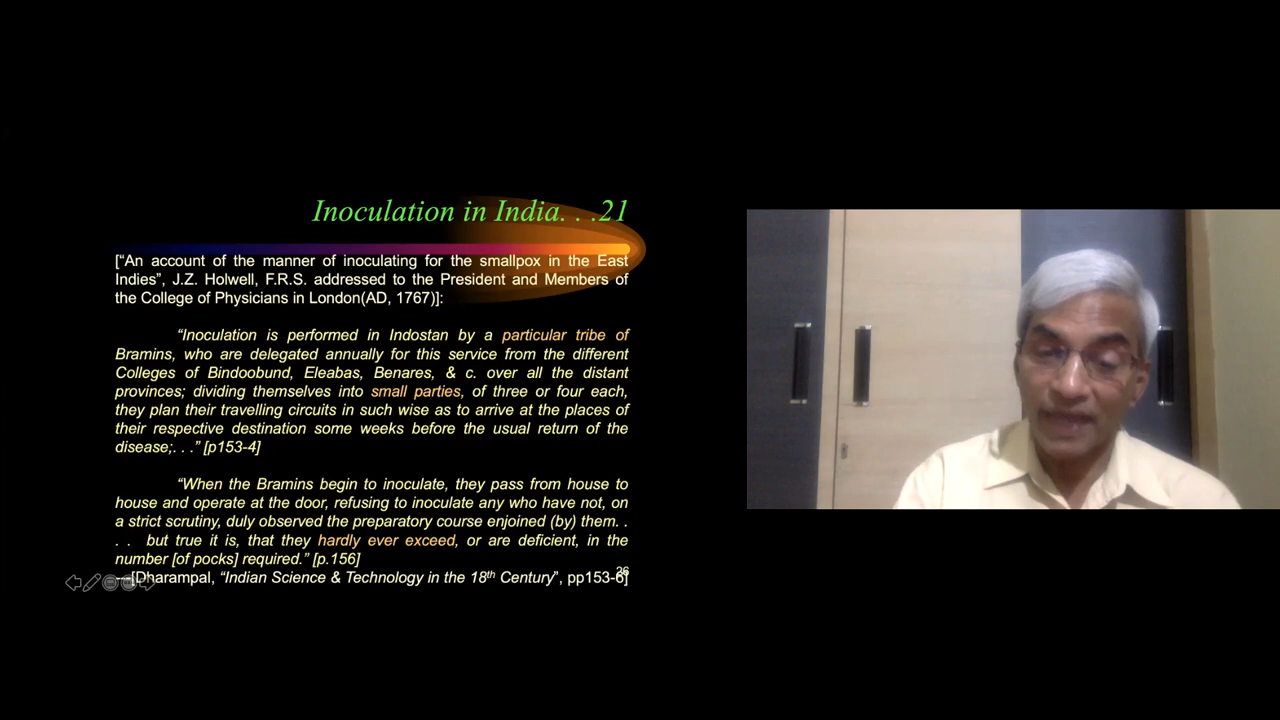 Inoculation in India. . .21
[“An account of the manner of inoculating for the smallpox in the East
Indies”, J.Z. Holwell, F.R.S. addressed to the President and Members of
the College of Physicians in London(AD, 1767)]:
“Inoculation is performed in Indostan by a particular tribe of
Bramins, who are delegated annually for this service from the different
Colleges of Bindoobund, Eleabas, Benares, & c. over all the distant
provinces; dividing themselves into small parties, of three or four each,
they plan their travelling circuits in such wise as to arrive at the places of
their respective destination some weeks before the usual return of the
disease;. . .” [p153-4]
“When the Bramins begin to inoculate, they pass from house to
house and operate at the door, refusing to inoculate any who have not, on
a strict scrutiny, duly observed the preparatory course enjoined (by) them. .
. . but true it is, that they hardly ever exceed, or are deficient, in the
number [of pocks] required.” [p.156]
26
—[Dharampal, “Indian Science & Technology in the 18th Century”, pp153-6]